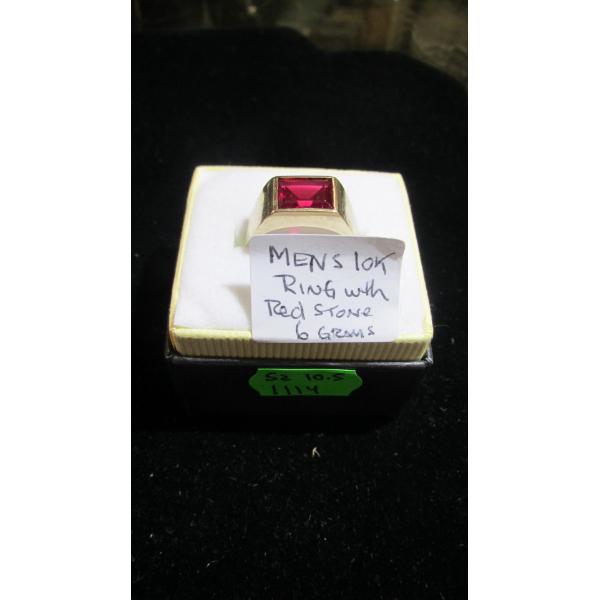 MENS 10K
RING with
Red STONE
6 GRAMS
Sz 10.5
1114